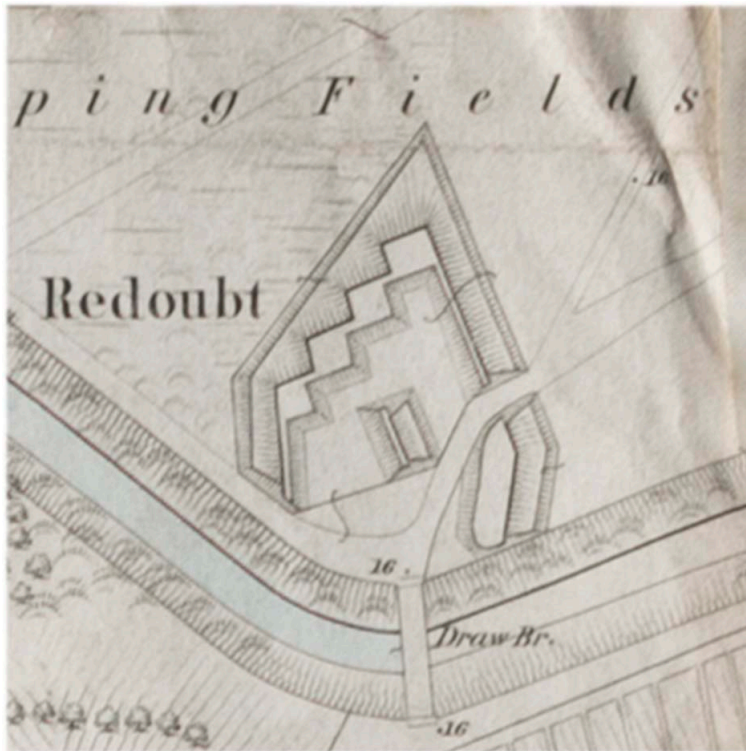 ping Fields
.16
Redoubt
16.
Draw Br.
.16